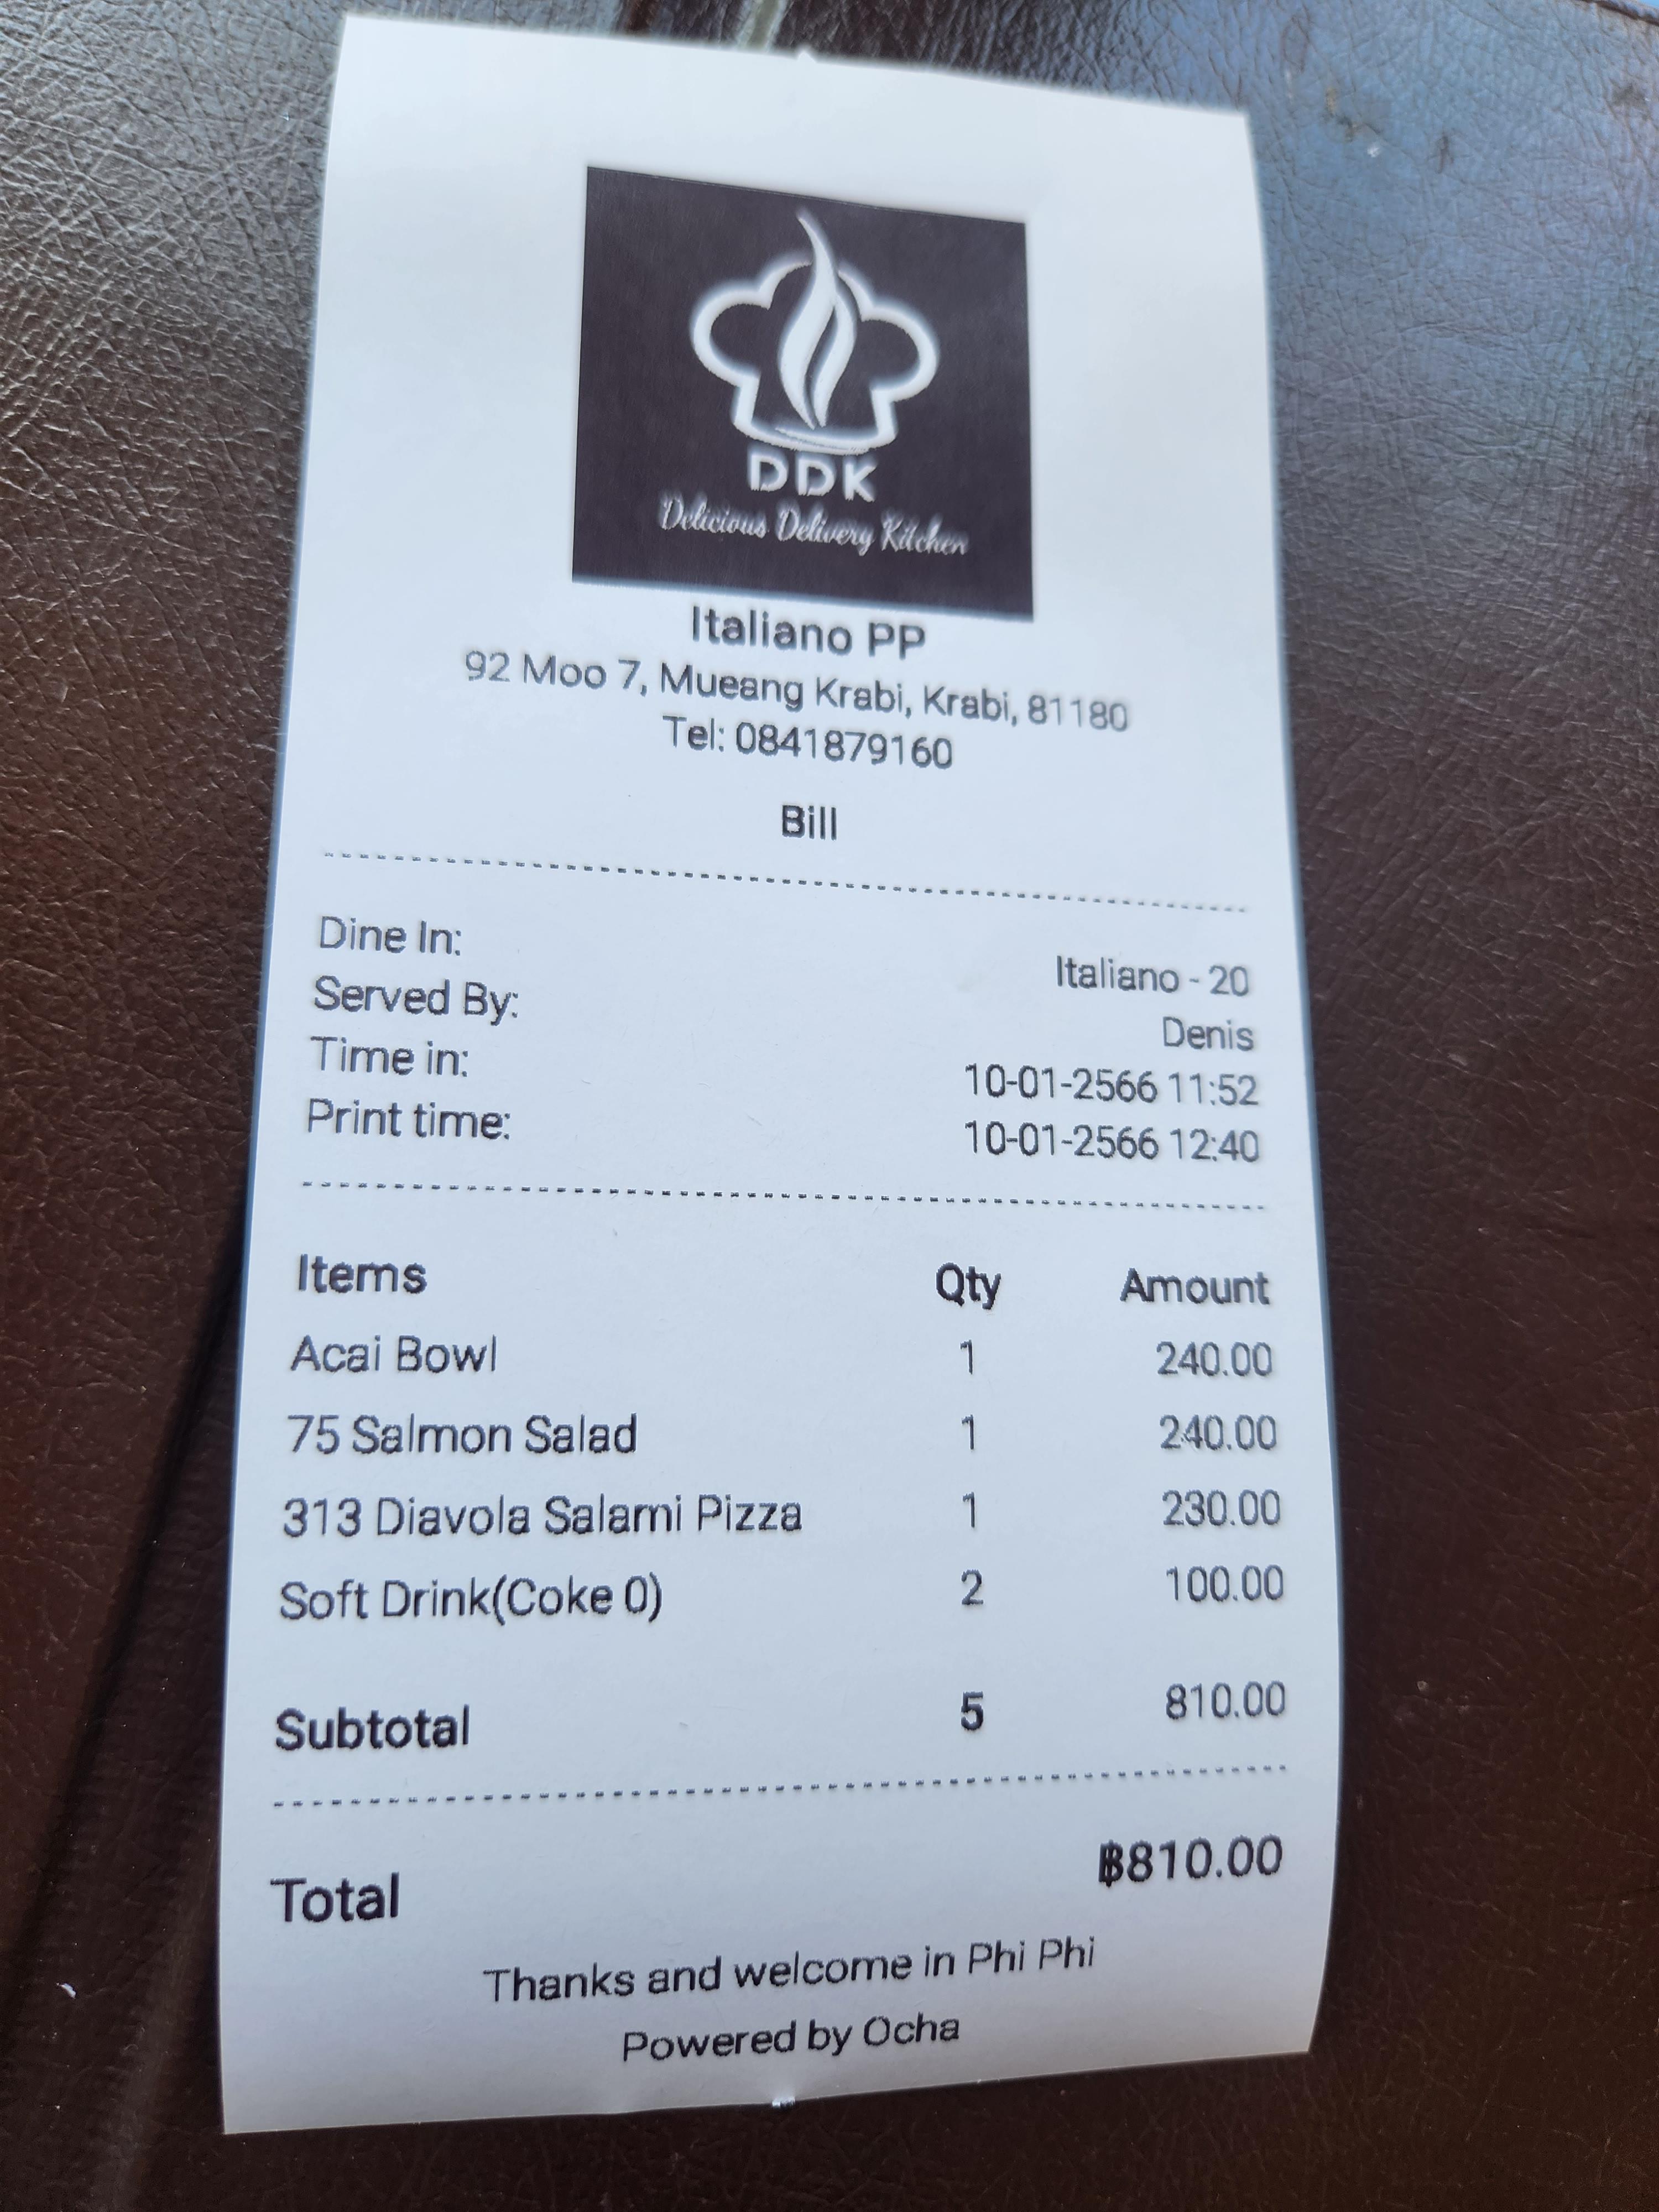 DDK
Delicious Delivery Kitchen
Italiano PP
92 Moo 7, Mueang Krabi, Krabi, 81180
Tel: 0841879160
Bill
Dine In: Italiano - 20
Served By: Denis
Time in: 10-01-2566 11:52
Print time: 10-01-2566 12:40
Items Qty Amount
Acai Bowl 1 240.00
75 Salmon Salad 1 240.00
313 Diavola Salami Pizza 1 230.00
Soft Drink(Coke 0) 2 100.00
Subtotal 5 810.00
Total ฿810.00
Thanks and welcome in Phi Phi
Powered by Ocha